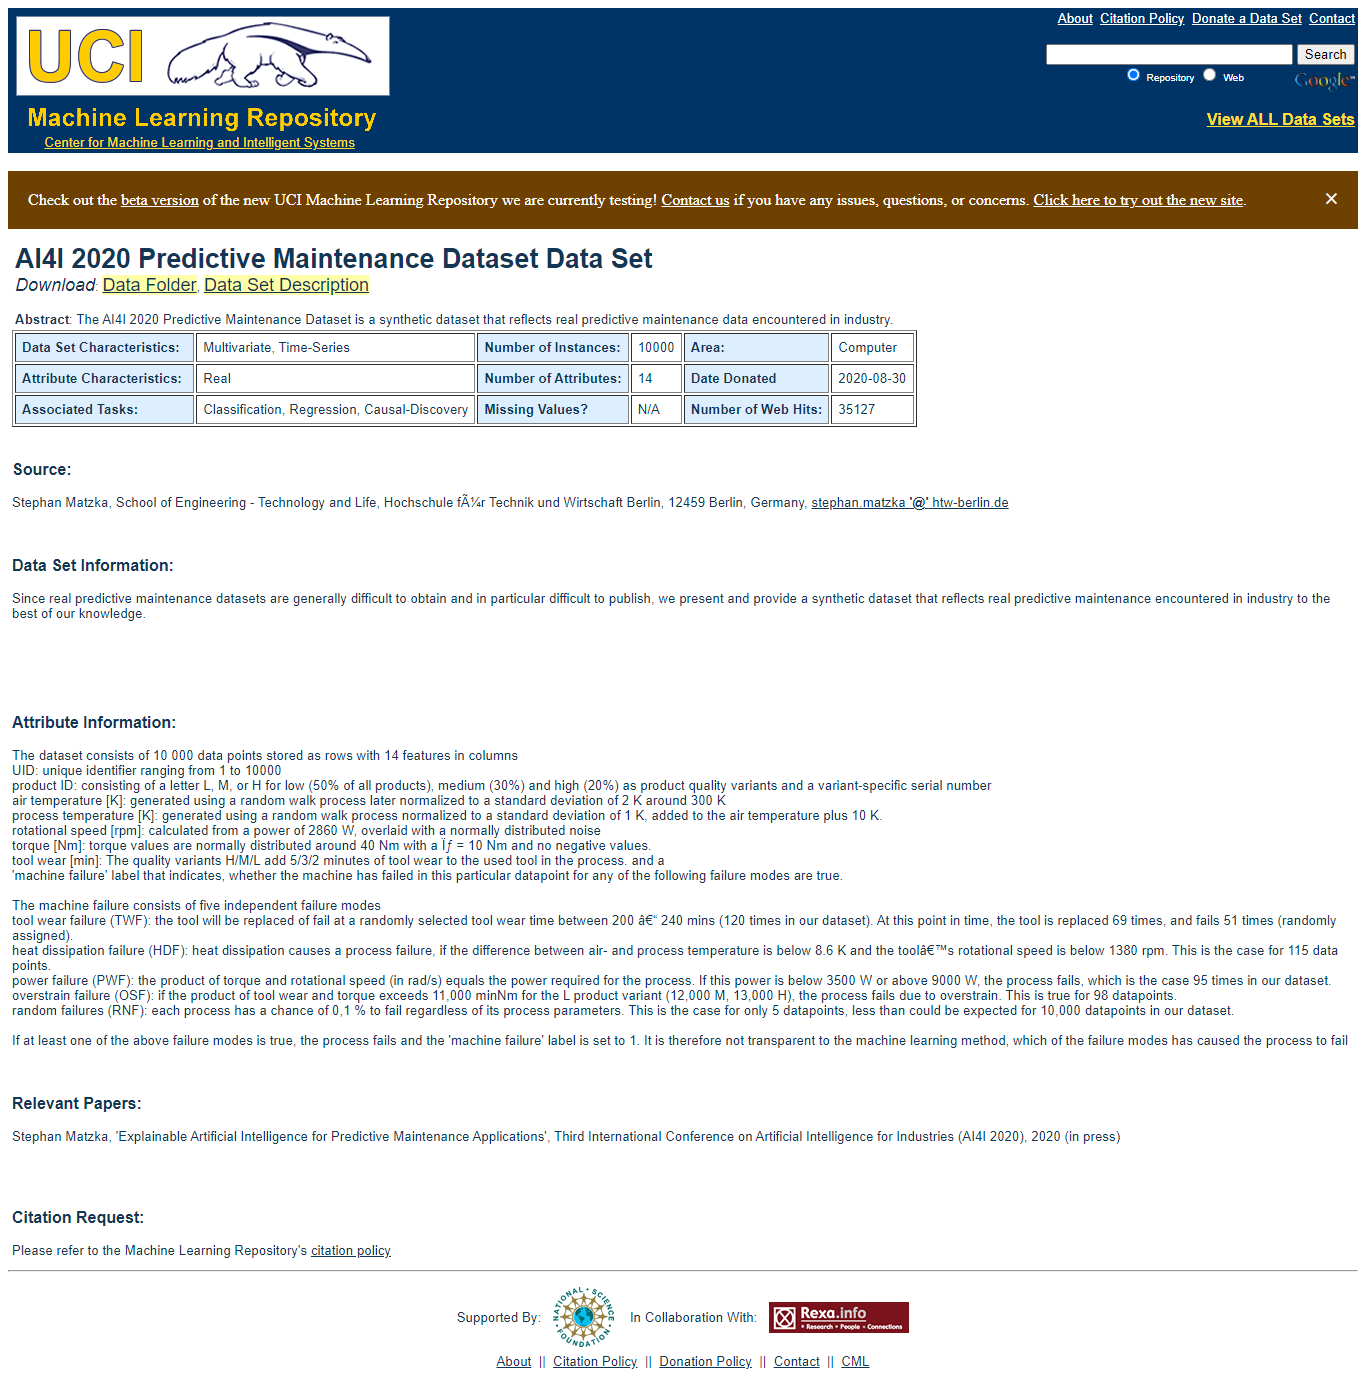 About Citation Policy Donate a Data Set Contact
UCI
Search
Repository Web Google™
Machine Learning Repository
View ALL Data Sets
Center for Machine Learning and Intelligent Systems
Check out the beta version of the new UCI Machine Learning Repository we are currently testing! Contact us if you have any issues, questions, or concerns. Click here to try out the new site. ×
AI4I 2020 Predictive Maintenance Dataset Data Set
Download: Data Folder, Data Set Description
Abstract: The AI4I 2020 Predictive Maintenance Dataset is a synthetic dataset that reflects real predictive maintenance data encountered in industry.
Data Set Characteristics: Multivariate, Time-Series Number of Instances: 10000 Area: Computer
Attribute Characteristics: Real Number of Attributes: 14 Date Donated 2020-08-30
Associated Tasks: Classification, Regression, Causal-Discovery Missing Values? N/A Number of Web Hits: 35127
Source:
Stephan Matzka, School of Engineering - Technology and Life, Hochschule fÃ¼r Technik und Wirtschaft Berlin, 12459 Berlin, Germany, stephan.matzka '@' htw-berlin.de
Data Set Information:
Since real predictive maintenance datasets are generally difficult to obtain and in particular difficult to publish, we present and provide a synthetic dataset that reflects real predictive maintenance encountered in industry to the
best of our knowledge.
Attribute Information:
The dataset consists of 10 000 data points stored as rows with 14 features in columns
UID: unique identifier ranging from 1 to 10000
product ID: consisting of a letter L, M, or H for low (50% of all products), medium (30%) and high (20%) as product quality variants and a variant-specific serial number
air temperature [K]: generated using a random walk process later normalized to a standard deviation of 2 K around 300 K
process temperature [K]: generated using a random walk process normalized to a standard deviation of 1 K, added to the air temperature plus 10 K.
rotational speed [rpm]: calculated from a power of 2860 W, overlaid with a normally distributed noise
torque [Nm]: torque values are normally distributed around 40 Nm with a Ïƒ = 10 Nm and no negative values.
tool wear [min]: The quality variants H/M/L add 5/3/2 minutes of tool wear to the used tool in the process. and a
'machine failure' label that indicates, whether the machine has failed in this particular datapoint for any of the following failure modes are true.
The machine failure consists of five independent failure modes
tool wear failure (TWF): the tool will be replaced of fail at a randomly selected tool wear time between 200 â€“ 240 mins (120 times in our dataset). At this point in time, the tool is replaced 69 times, and fails 51 times (randomly
assigned).
heat dissipation failure (HDF): heat dissipation causes a process failure, if the difference between air- and process temperature is below 8.6 K and the toolâ€™s rotational speed is below 1380 rpm. This is the case for 115 data
points.
power failure (PWF): the product of torque and rotational speed (in rad/s) equals the power required for the process. If this power is below 3500 W or above 9000 W, the process fails, which is the case 95 times in our dataset.
overstrain failure (OSF): if the product of tool wear and torque exceeds 11,000 minNm for the L product variant (12,000 M, 13,000 H), the process fails due to overstrain. This is true for 98 datapoints.
random failures (RNF): each process has a chance of 0,1 % to fail regardless of its process parameters. This is the case for only 5 datapoints, less than could be expected for 10,000 datapoints in our dataset.
If at least one of the above failure modes is true, the process fails and the 'machine failure' label is set to 1. It is therefore not transparent to the machine learning method, which of the failure modes has caused the process to fail
Relevant Papers:
Stephan Matzka, 'Explainable Artificial Intelligence for Predictive Maintenance Applications', Third International Conference on Artificial Intelligence for Industries (AI4I 2020), 2020 (in press)
Citation Request:
Please refer to the Machine Learning Repository's citation policy
Supported By: NATIONAL • SCIENCE FOUNDATION • In Collaboration With: Rexa.info
• Research • People • Connections
About || Citation Policy || Donation Policy || Contact || CML